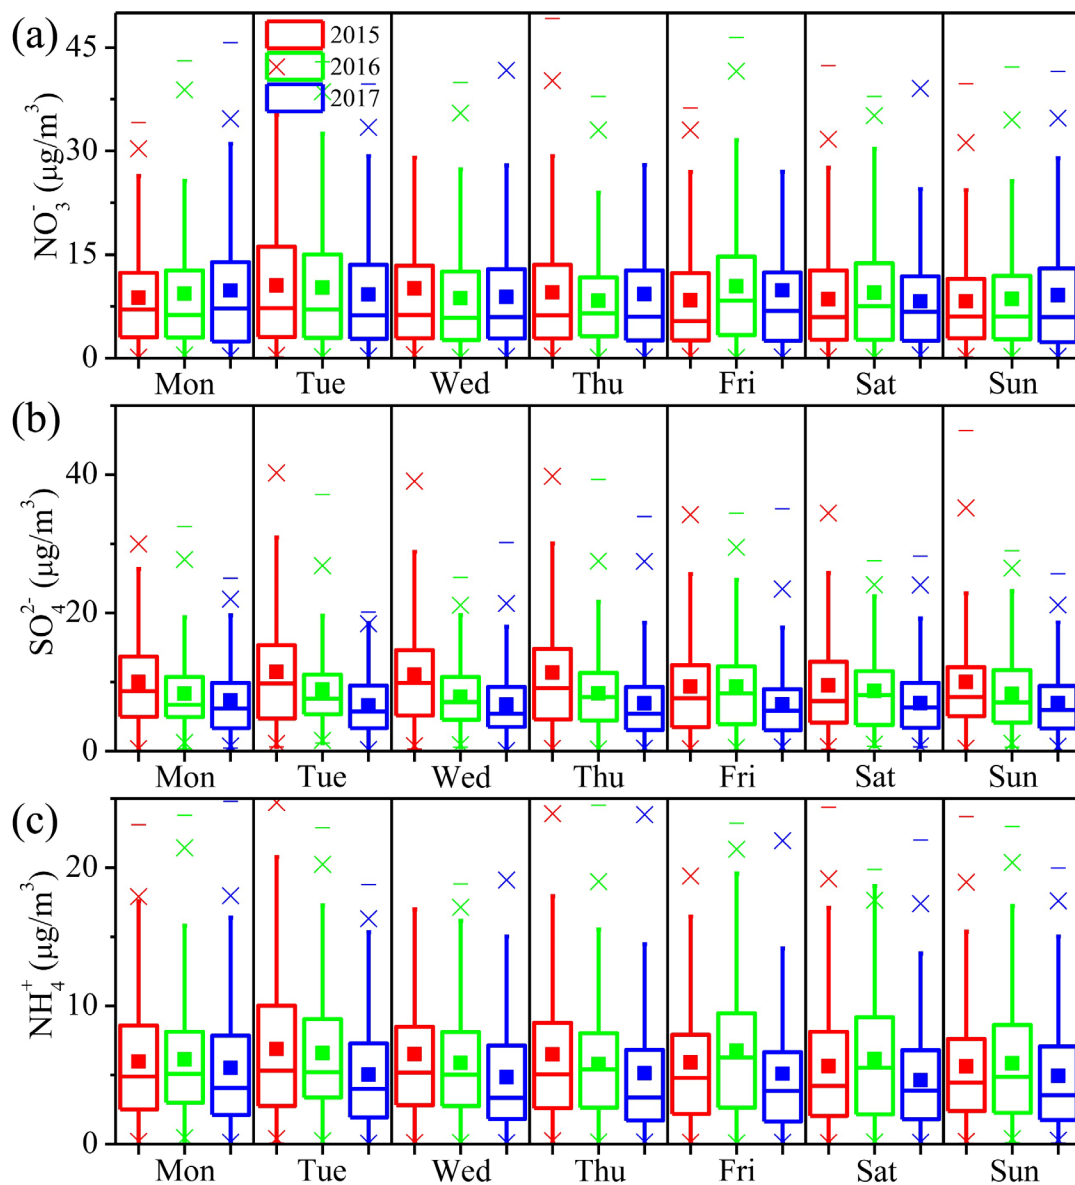 (a)
NO₃⁻ (μg/m³)
45
30
15
0
2015
2016
2017
Mon Tue Wed Thu Fri Sat Sun
(b)
SO₄²⁻ (μg/m³)
40
20
0
Mon Tue Wed Thu Fri Sat Sun
(c)
NH₄⁺ (μg/m³)
20
10
0
Mon Tue Wed Thu Fri Sat Sun